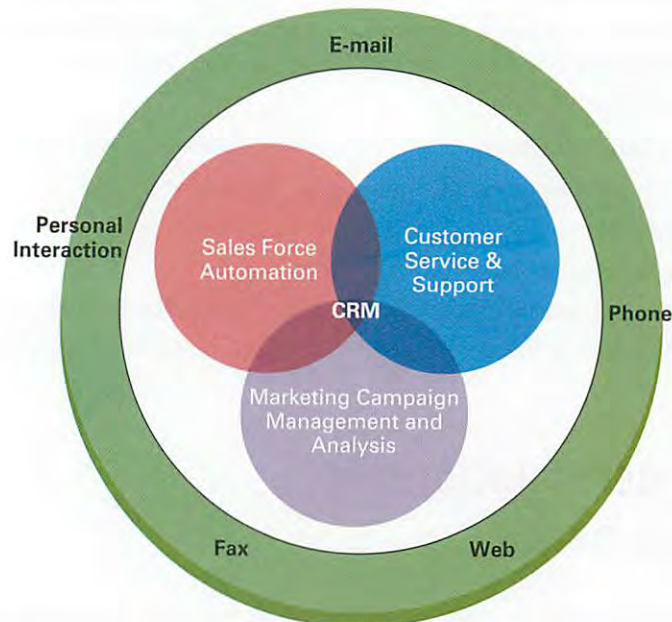 E-mail
Personal
Interaction
Sales Force
Automation
Customer
Service &
Support
CRM
Phone
Marketing Campaign
Management and
Analysis
Fax
Web